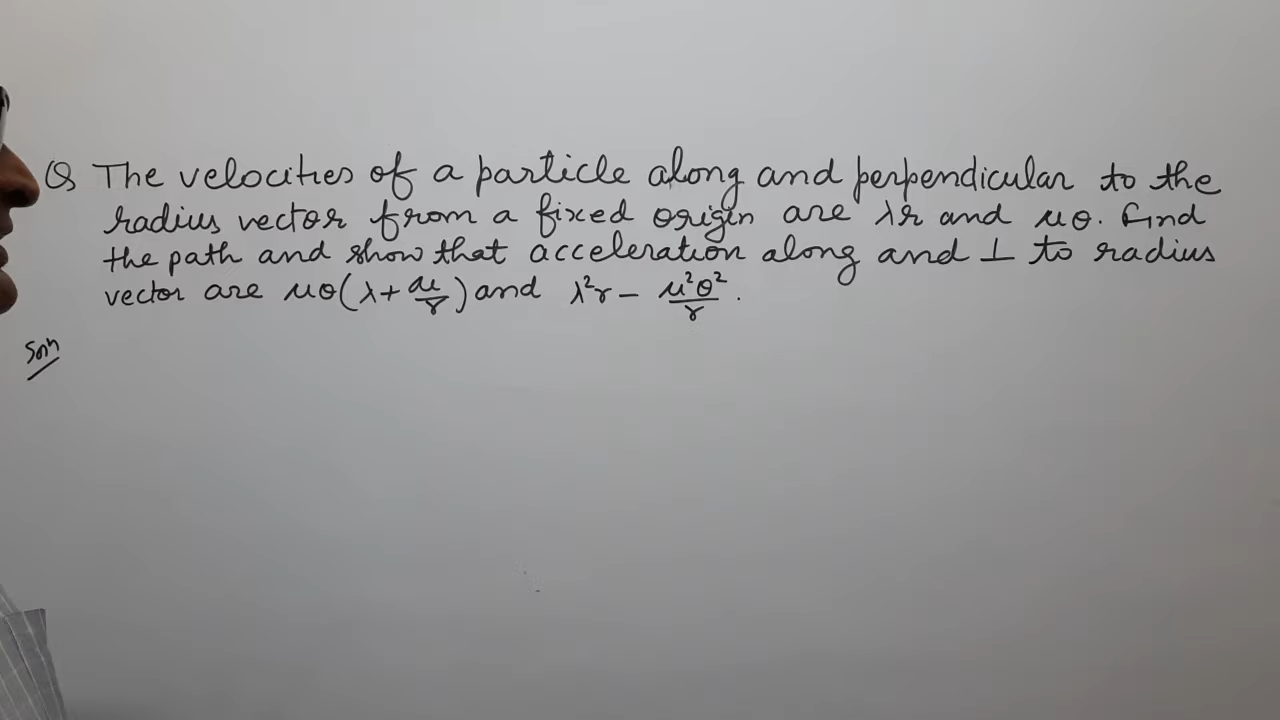 Q The velocities of a particle along and perpendicular to the
radius vector from a fixed origin are λr and μθ. Find
the path and show that acceleration along and ⊥ to radius
vector are μθ(λ+μ/r) and λ²r − μ²θ²/r.
Solⁿ